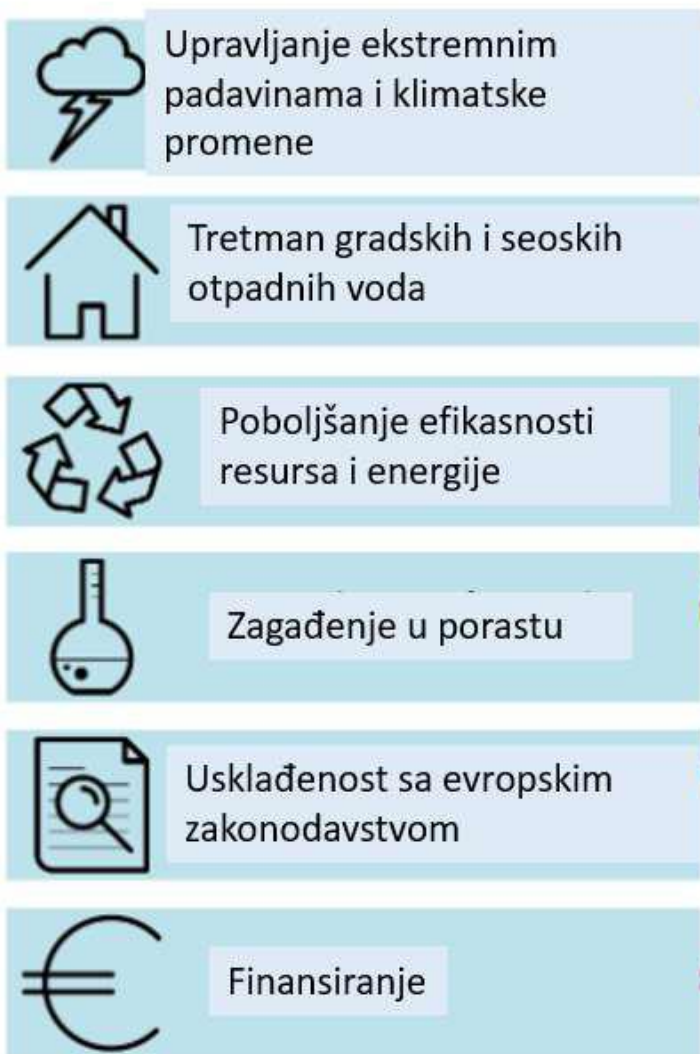 Upravljanje ekstremnim
padavinama i klimatske
promene
Tretman gradskih i seoskih
otpadnih voda
Poboljšanje efikasnosti
resursa i energije
Zagađenje u porastu
Usklađenost sa evropskim
zakonodavstvom
Finansiranje